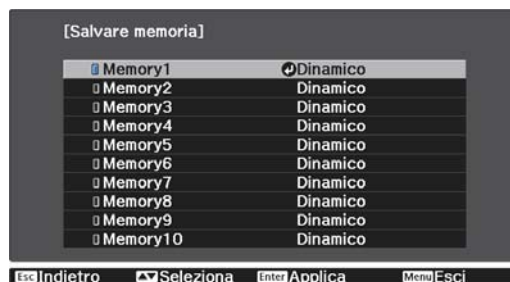 [Salvare memoria]
Memory1 Dinamico
Memory2 Dinamico
Memory3 Dinamico
Memory4 Dinamico
Memory5 Dinamico
Memory6 Dinamico
Memory7 Dinamico
Memory8 Dinamico
Memory9 Dinamico
Memory10 Dinamico
Esc Indietro Seleziona Enter Applica Menu Esci